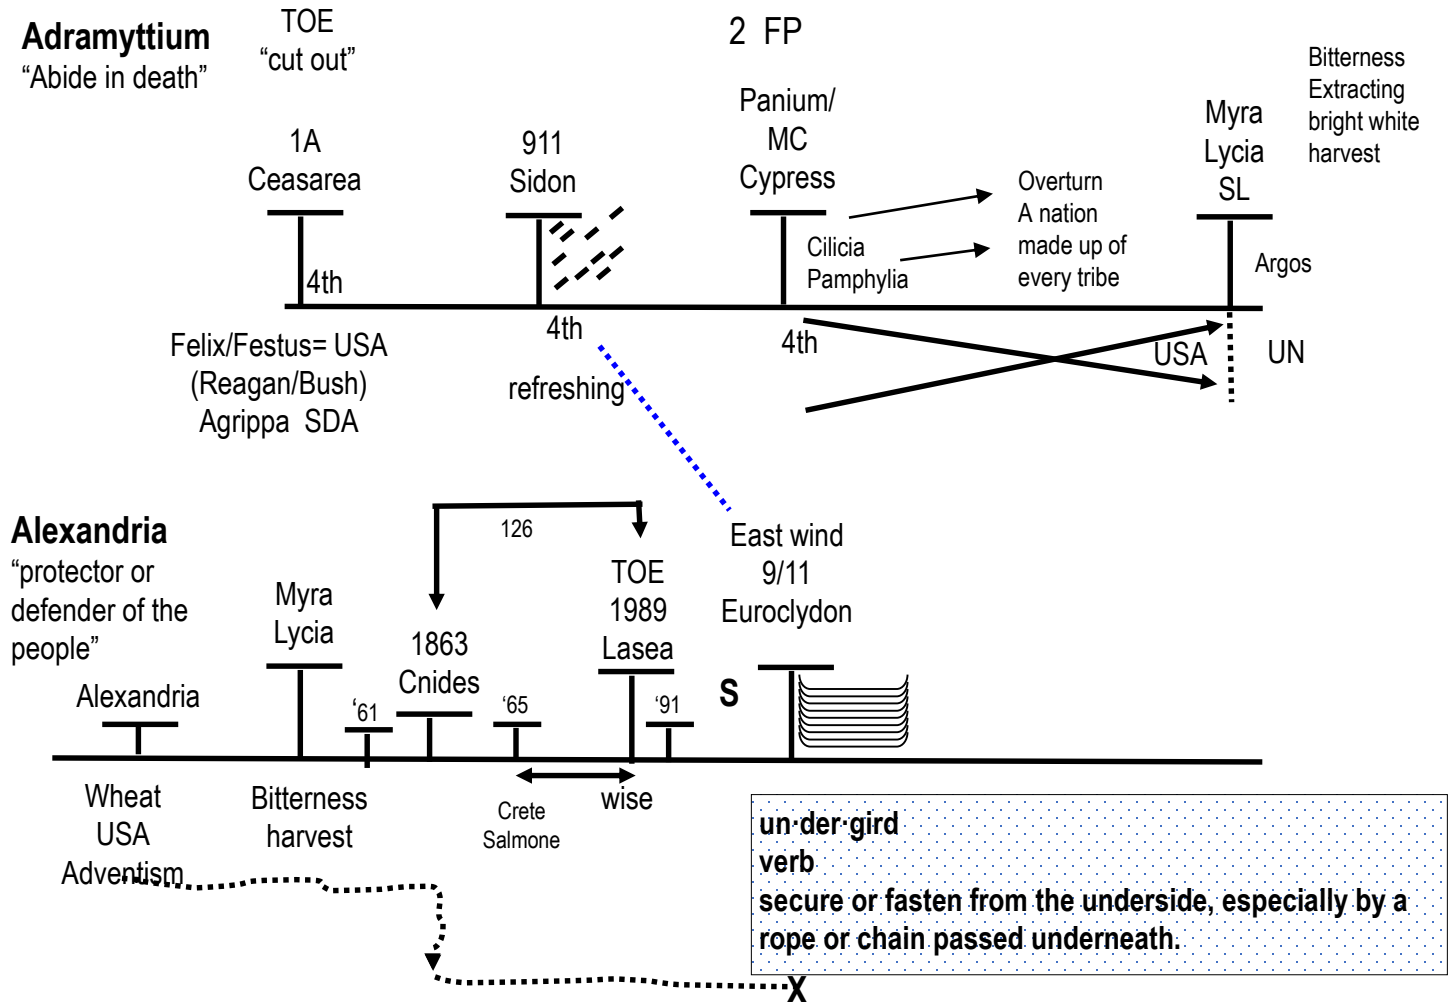 Adramyttium
“Abide in death”
TOE
“cut out”
2 FP
Bitterness
Extracting
bright white
harvest
1A
Ceasarea
911
Sidon
Panium/
MC
Cypress
Myra
Lycia
SL
Overturn
A nation
made up of
every tribe
Cilicia
Pamphylia
Argos
4th
4th
4th
USA
UN
Felix/Festus= USA
(Reagan/Bush)
Agrippa SDA
refreshing
Alexandria
“protector or
defender of the
people”
126
East wind
9/11
Euroclydon
TOE
1989
Lasea
Myra
Lycia
1863
Cnides
Alexandria
‘61
‘65
‘91
S
Wheat
USA
Adventism
Bitterness
harvest
Crete
Salmone
wise
un·der·gird
verb
secure or fasten from the underside, especially by a
rope or chain passed underneath.
X